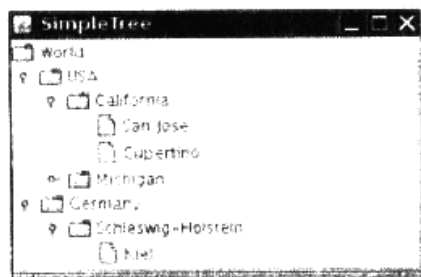 SimpleTree
World
USA
California
San Jose
Cupertino
Michigan
Germany
Schleswig-Holstein
Kiel